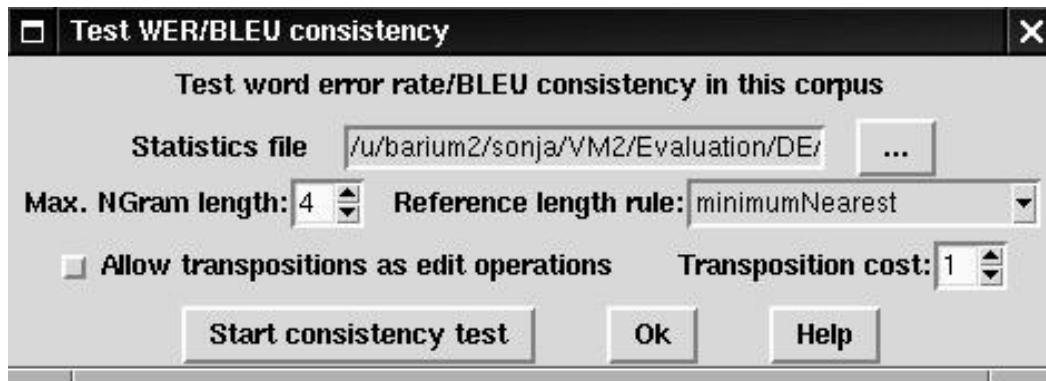 Test WER/BLEU consistency
Test word error rate/BLEU consistency in this corpus
Statistics file /u/barium2/sonja/VM2/Evaluation/DE/ ...
Max. NGram length: 4 Reference length rule: minimumNearest
Allow transpositions as edit operations Transposition cost: 1
Start consistency test Ok Help